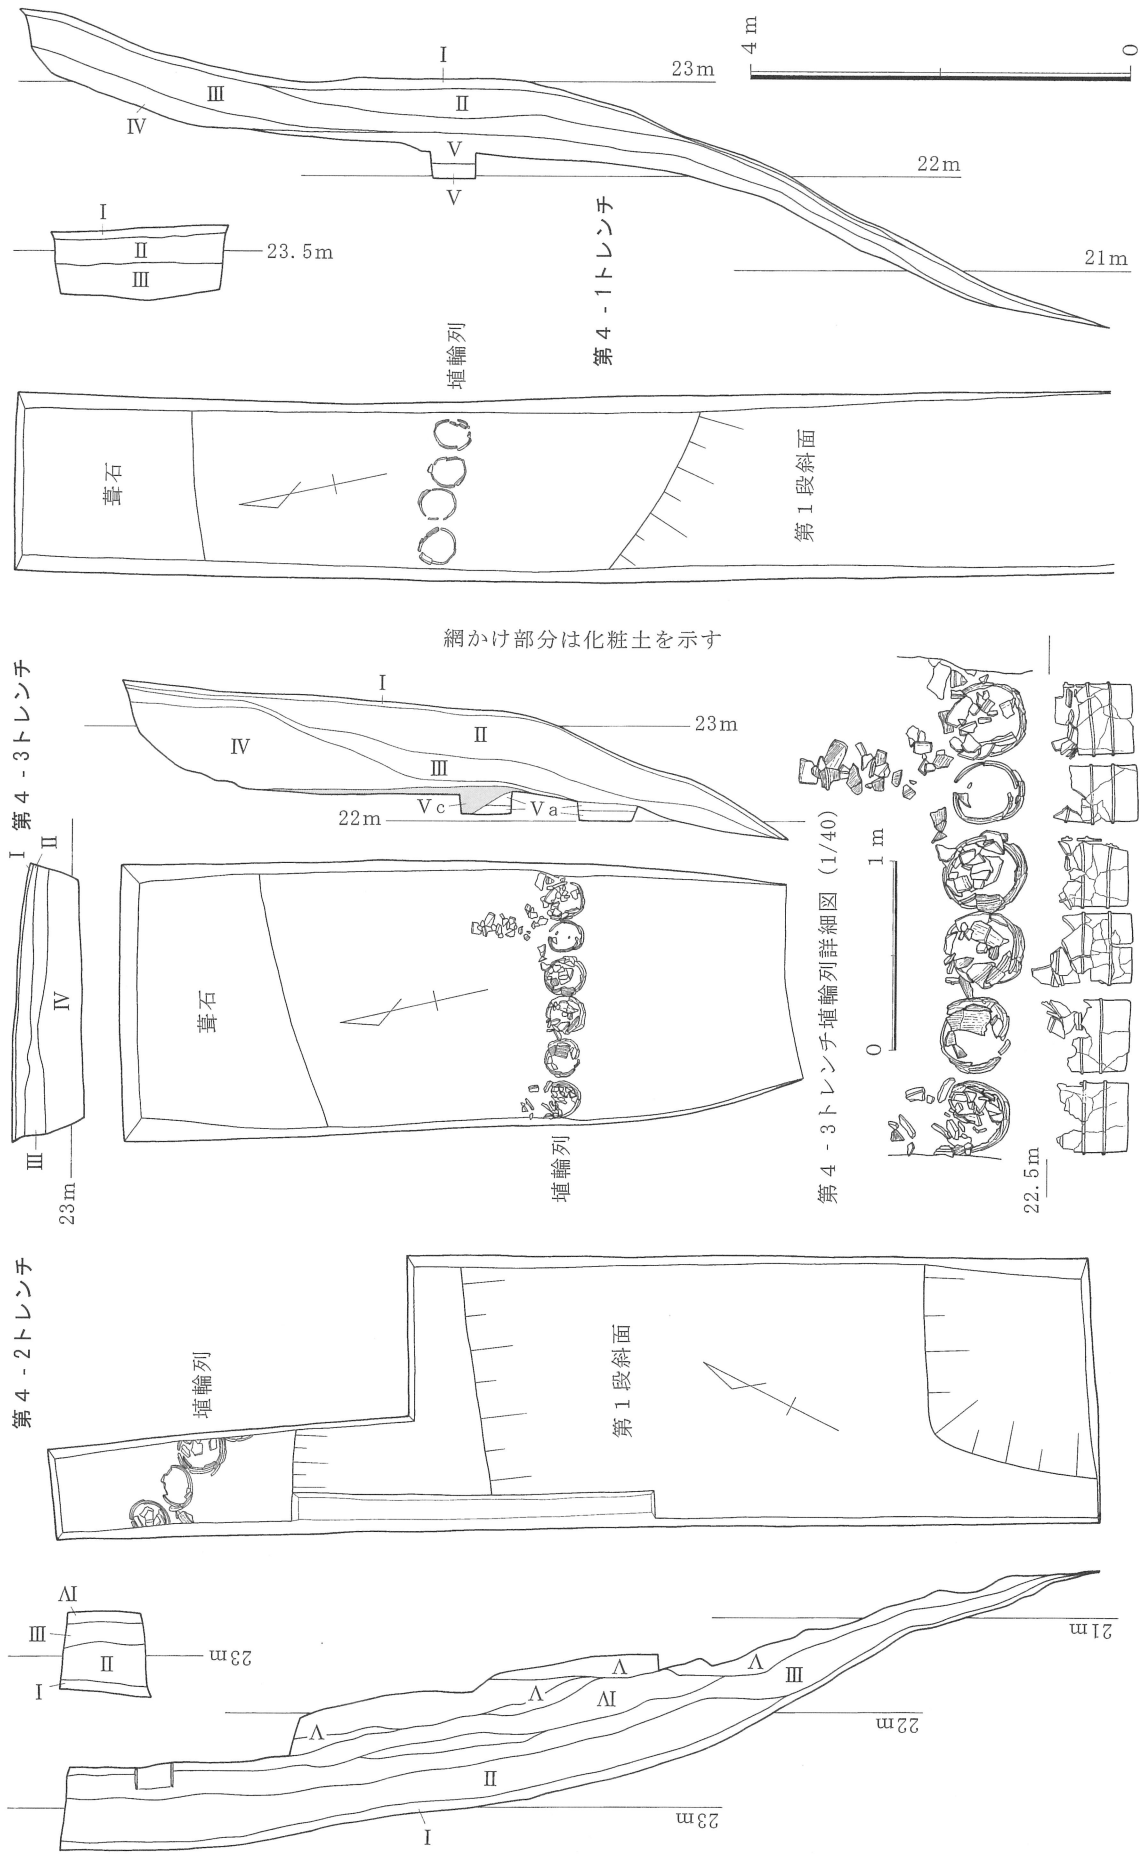 Ⅰ
Ⅲ
Ⅱ
Ⅳ
Ⅴ
Ⅴ
23m
22m
21m
4 m
0
Ⅰ
Ⅱ
Ⅲ
23.5m
第4-1トレンチ
埴輪列
葺石
第1段斜面
網かけ部分は化粧土を示す
第4-3トレンチ
Ⅰ
Ⅱ
Ⅲ
Ⅳ
23m
Ⅰ
Ⅱ
Ⅳ
Ⅲ
Ⅴc
Ⅴa
23m
22m
葺石
埴輪列
第4-3トレンチ埴輪列詳細図 (1/40)
0
1 m
22.5m
第4-2トレンチ
埴輪列
第1段斜面
Ⅳ
Ⅲ
Ⅱ
Ⅰ
23m
Ⅴ
Ⅴ
Ⅴ
Ⅴ
Ⅳ
Ⅲ
Ⅱ
Ⅰ
21m
22m
23m